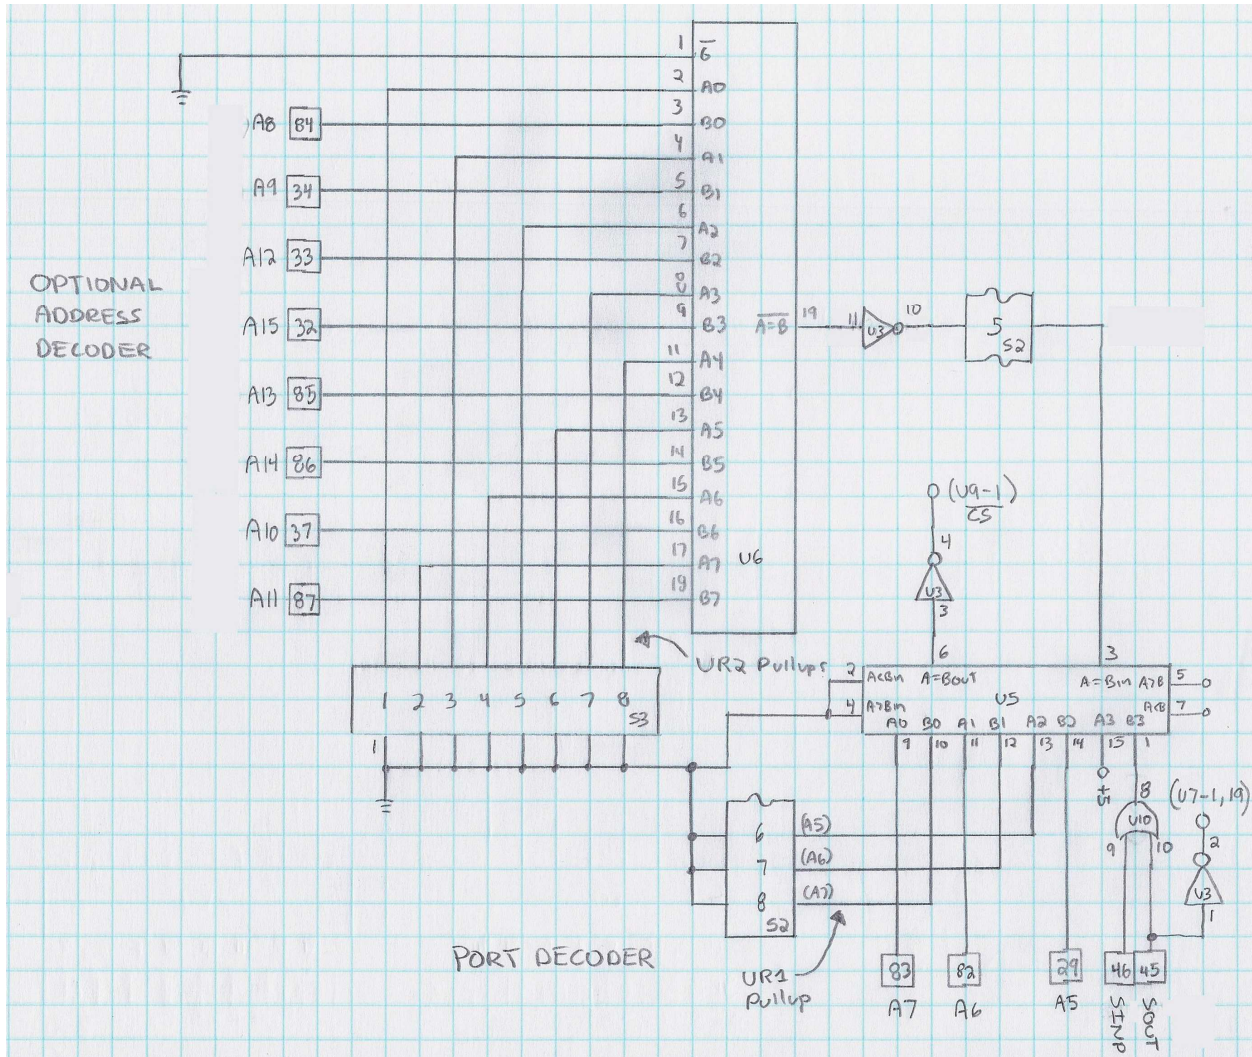 1 G
2 A0
A8 84 3 B0
4 A1
A9 34 5 B1
6 A2
A12 33 7 B2
8 A3
A15 32 9 B3
A=B 19 11 U3 10 5 S2
11 A4
A13 85 12 B4
13 A5
A14 86 14 B5
15 A6
A10 37 16 B6
17 A7
A11 87 19 B7
U6
OPTIONAL
ADDRESS
DECODER
(U9-1)
CS
4
U3
3
UR2 Pullups
1 2 3 4 5 6 7 8
S3
1
6 3
2 A<Bin A=BOUT A=Bin A>B 5
4 A>Bin U5 A<B 7
A0 B0 A1 B1 A2 B2 A3 B3
9 10 11 12 13 14 15 1
+5
8 (U7-1,19)
U10 2
9 10
U3
1
6 (A5)
7 (A6)
8 (A7)
S2
PORT DECODER
UR1
Pullup
83 82 29 46 45
A7 A6 A5 SINP SOUT